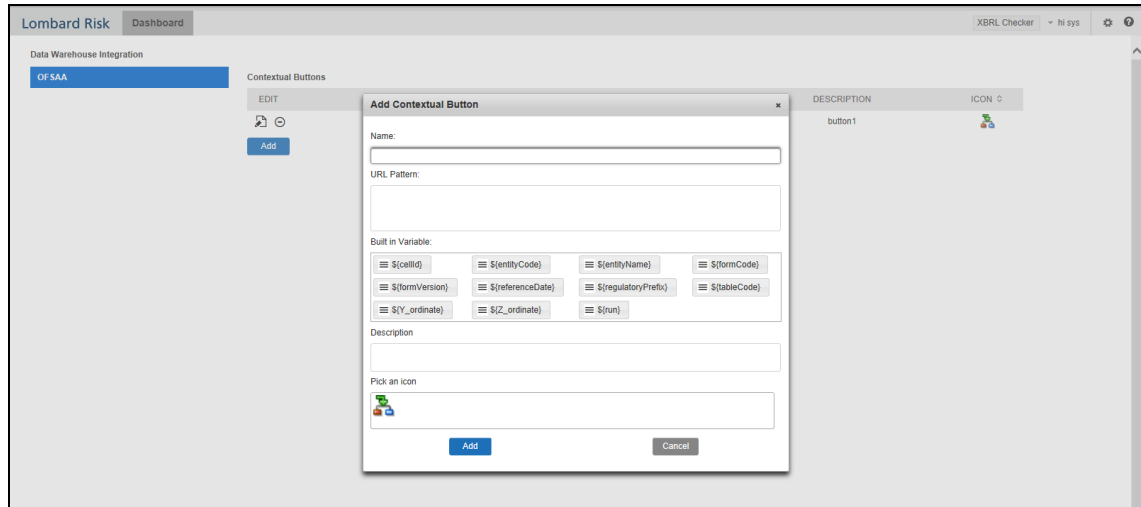 Lombard Risk Dashboard XBRL Checker hi sys
Data Warehouse Integration
OFSAA
Contextual Buttons
EDIT DESCRIPTION ICON
button1
Add
Add Contextual Button x
Name:
URL Pattern:
Built in Variable:
${cellId} ${entityCode} ${entityName} ${formCode}
${formVersion} ${referenceDate} ${regulatoryPrefix} ${tableCode}
${Y_ordinate} ${Z_ordinate} ${run}
Description
Pick an icon
Add Cancel